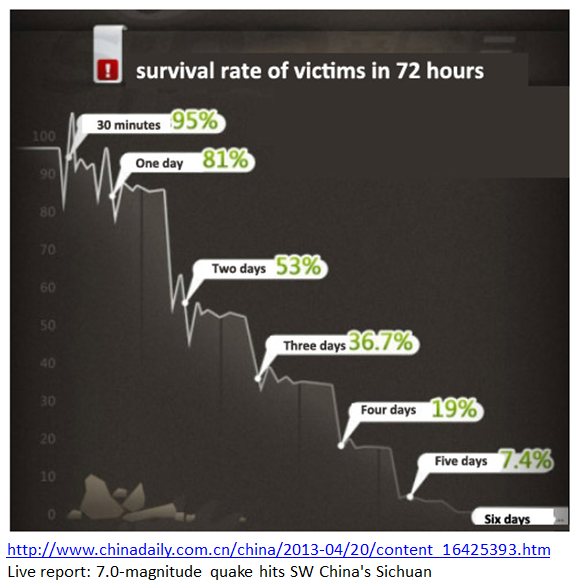 ! survival rate of victims in 72 hours
100
90
80
70
60
50
40
30
20
10
0
30 minutes 95%
One day 81%
Two days 53%
Three days 36.7%
Four days 19%
Five days 7.4%
Six days
http://www.chinadaily.com.cn/china/2013-04/20/content_16425393.htm
Live report: 7.0-magnitude quake hits SW China's Sichuan